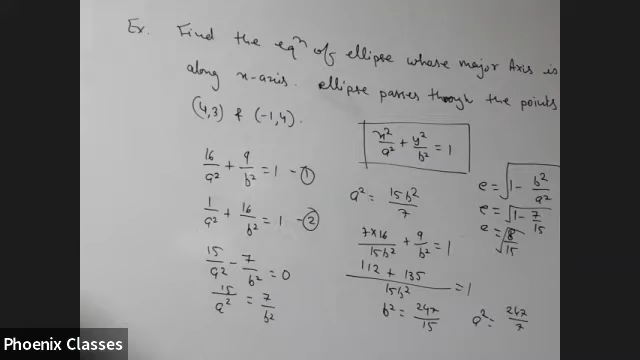 Ex. Find the eqn of ellipse whose major Axis is
along x-axis. ellipse passes through the points
(4,3) & (-1,4).
x²/a² + y²/b² = 1
16/a² + 9/b² = 1 - ①
1/a² + 16/b² = 1 - ②
15/a² - 7/b² = 0
15/a² = 7/b²
a² = 15b²/7
7×16/15b² + 9/b² = 1
112 + 135/15b² = 1
b² = 247/15 a² = 247/7
e = √1 - b²/a²
e = √1 - 7/15
e = √8/15
Phoenix Classes